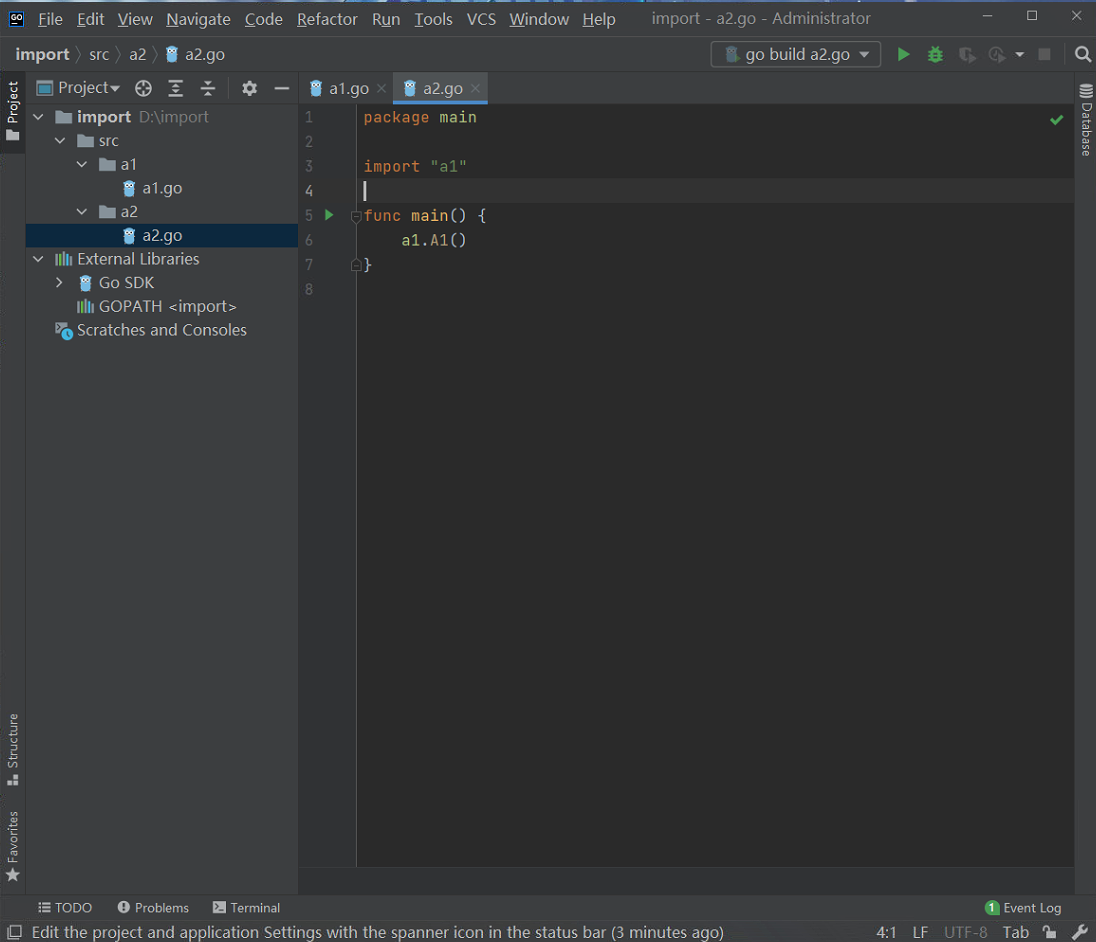 GO File Edit View Navigate Code Refactor Run Tools VCS Window Help import - a2.go - Administrator
import src a2 a2.go go build a2.go
Project Project a1.go a2.go
import D:\import
src
a1
a1.go
a2
a2.go
External Libraries
Go SDK
GOPATH <import>
Scratches and Consoles
1 package main
2
3 import "a1"
4
5 func main() {
6 a1.A1()
7 }
8
Database
Structure
Favorites
TODO Problems Terminal 1 Event Log
Edit the project and application Settings with the spanner icon in the status bar (3 minutes ago) 4:1 LF UTF-8 Tab